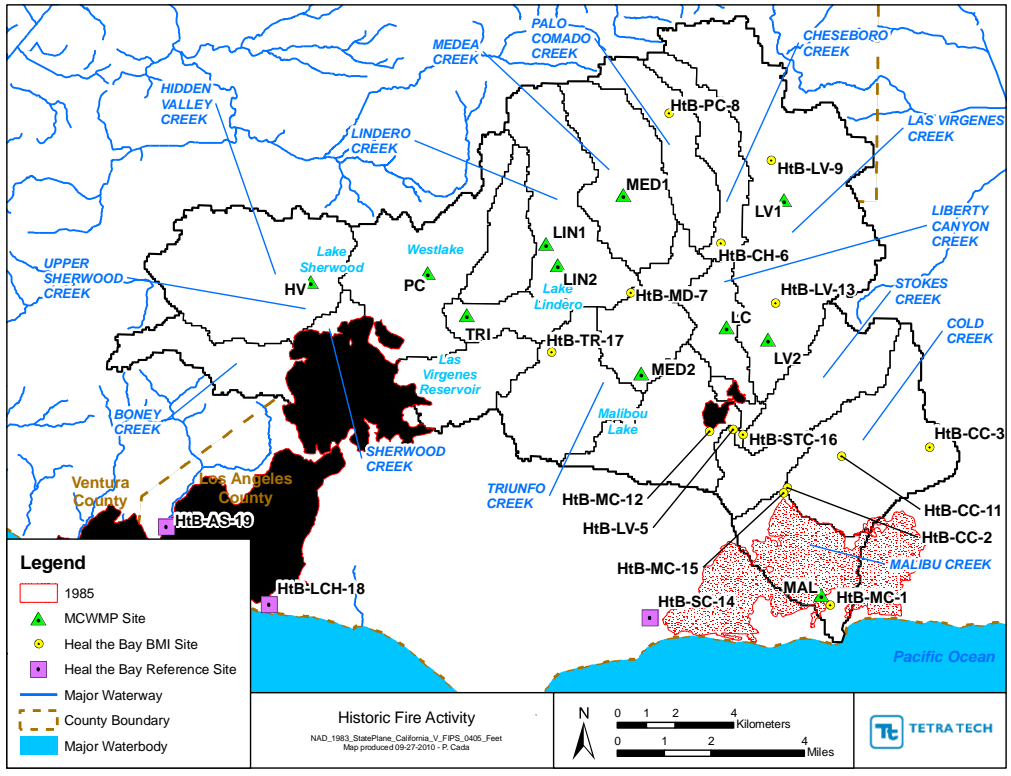 PALO
COMADO
CREEK
MEDEA
CREEK
CHESEBORO
CREEK
HIDDEN
VALLEY
CREEK
HtB-PC-8
LAS VIRGENES
CREEK
LINDERO
CREEK
HtB-LV-9
MED1
LV1
LIBERTY
CANYON
CREEK
LIN1
Lake
Sherwood
Westlake
HtB-CH-6
UPPER
SHERWOOD
CREEK
HV
PC
LIN2
Lake
Lindero
HtB-MD-7
HtB-LV-13
STOKES
CREEK
TRI
LC
COLD
CREEK
HtB-TR-17
LV2
Las
Virgenes
Reservoir
MED2
BONEY
CREEK
Malibou
Lake
SHERWOOD
CREEK
HtB-STC-16
HtB-CC-3
Ventura
County
Los Angeles
County
TRIUNFO
CREEK
HtB-MC-12
HtB-CC-11
HtB-AS-19
HtB-LV-5
HtB-CC-2
HtB-MC-15
MALIBU CREEK
HtB-LCH-18
MAL
HtB-SC-14
HtB-MC-1
Pacific Ocean
Legend
1985
MCWMP Site
Heal the Bay BMI Site
Heal the Bay Reference Site
Major Waterway
County Boundary
Major Waterbody
Historic Fire Activity
NAD_1983_StatePlane_California_V_FIPS_0405_Feet
Map produced 09-27-2010 - P. Cada
N
0 1 2 4
Kilometers
0 1 2 4
Miles
Tt TETRA TECH